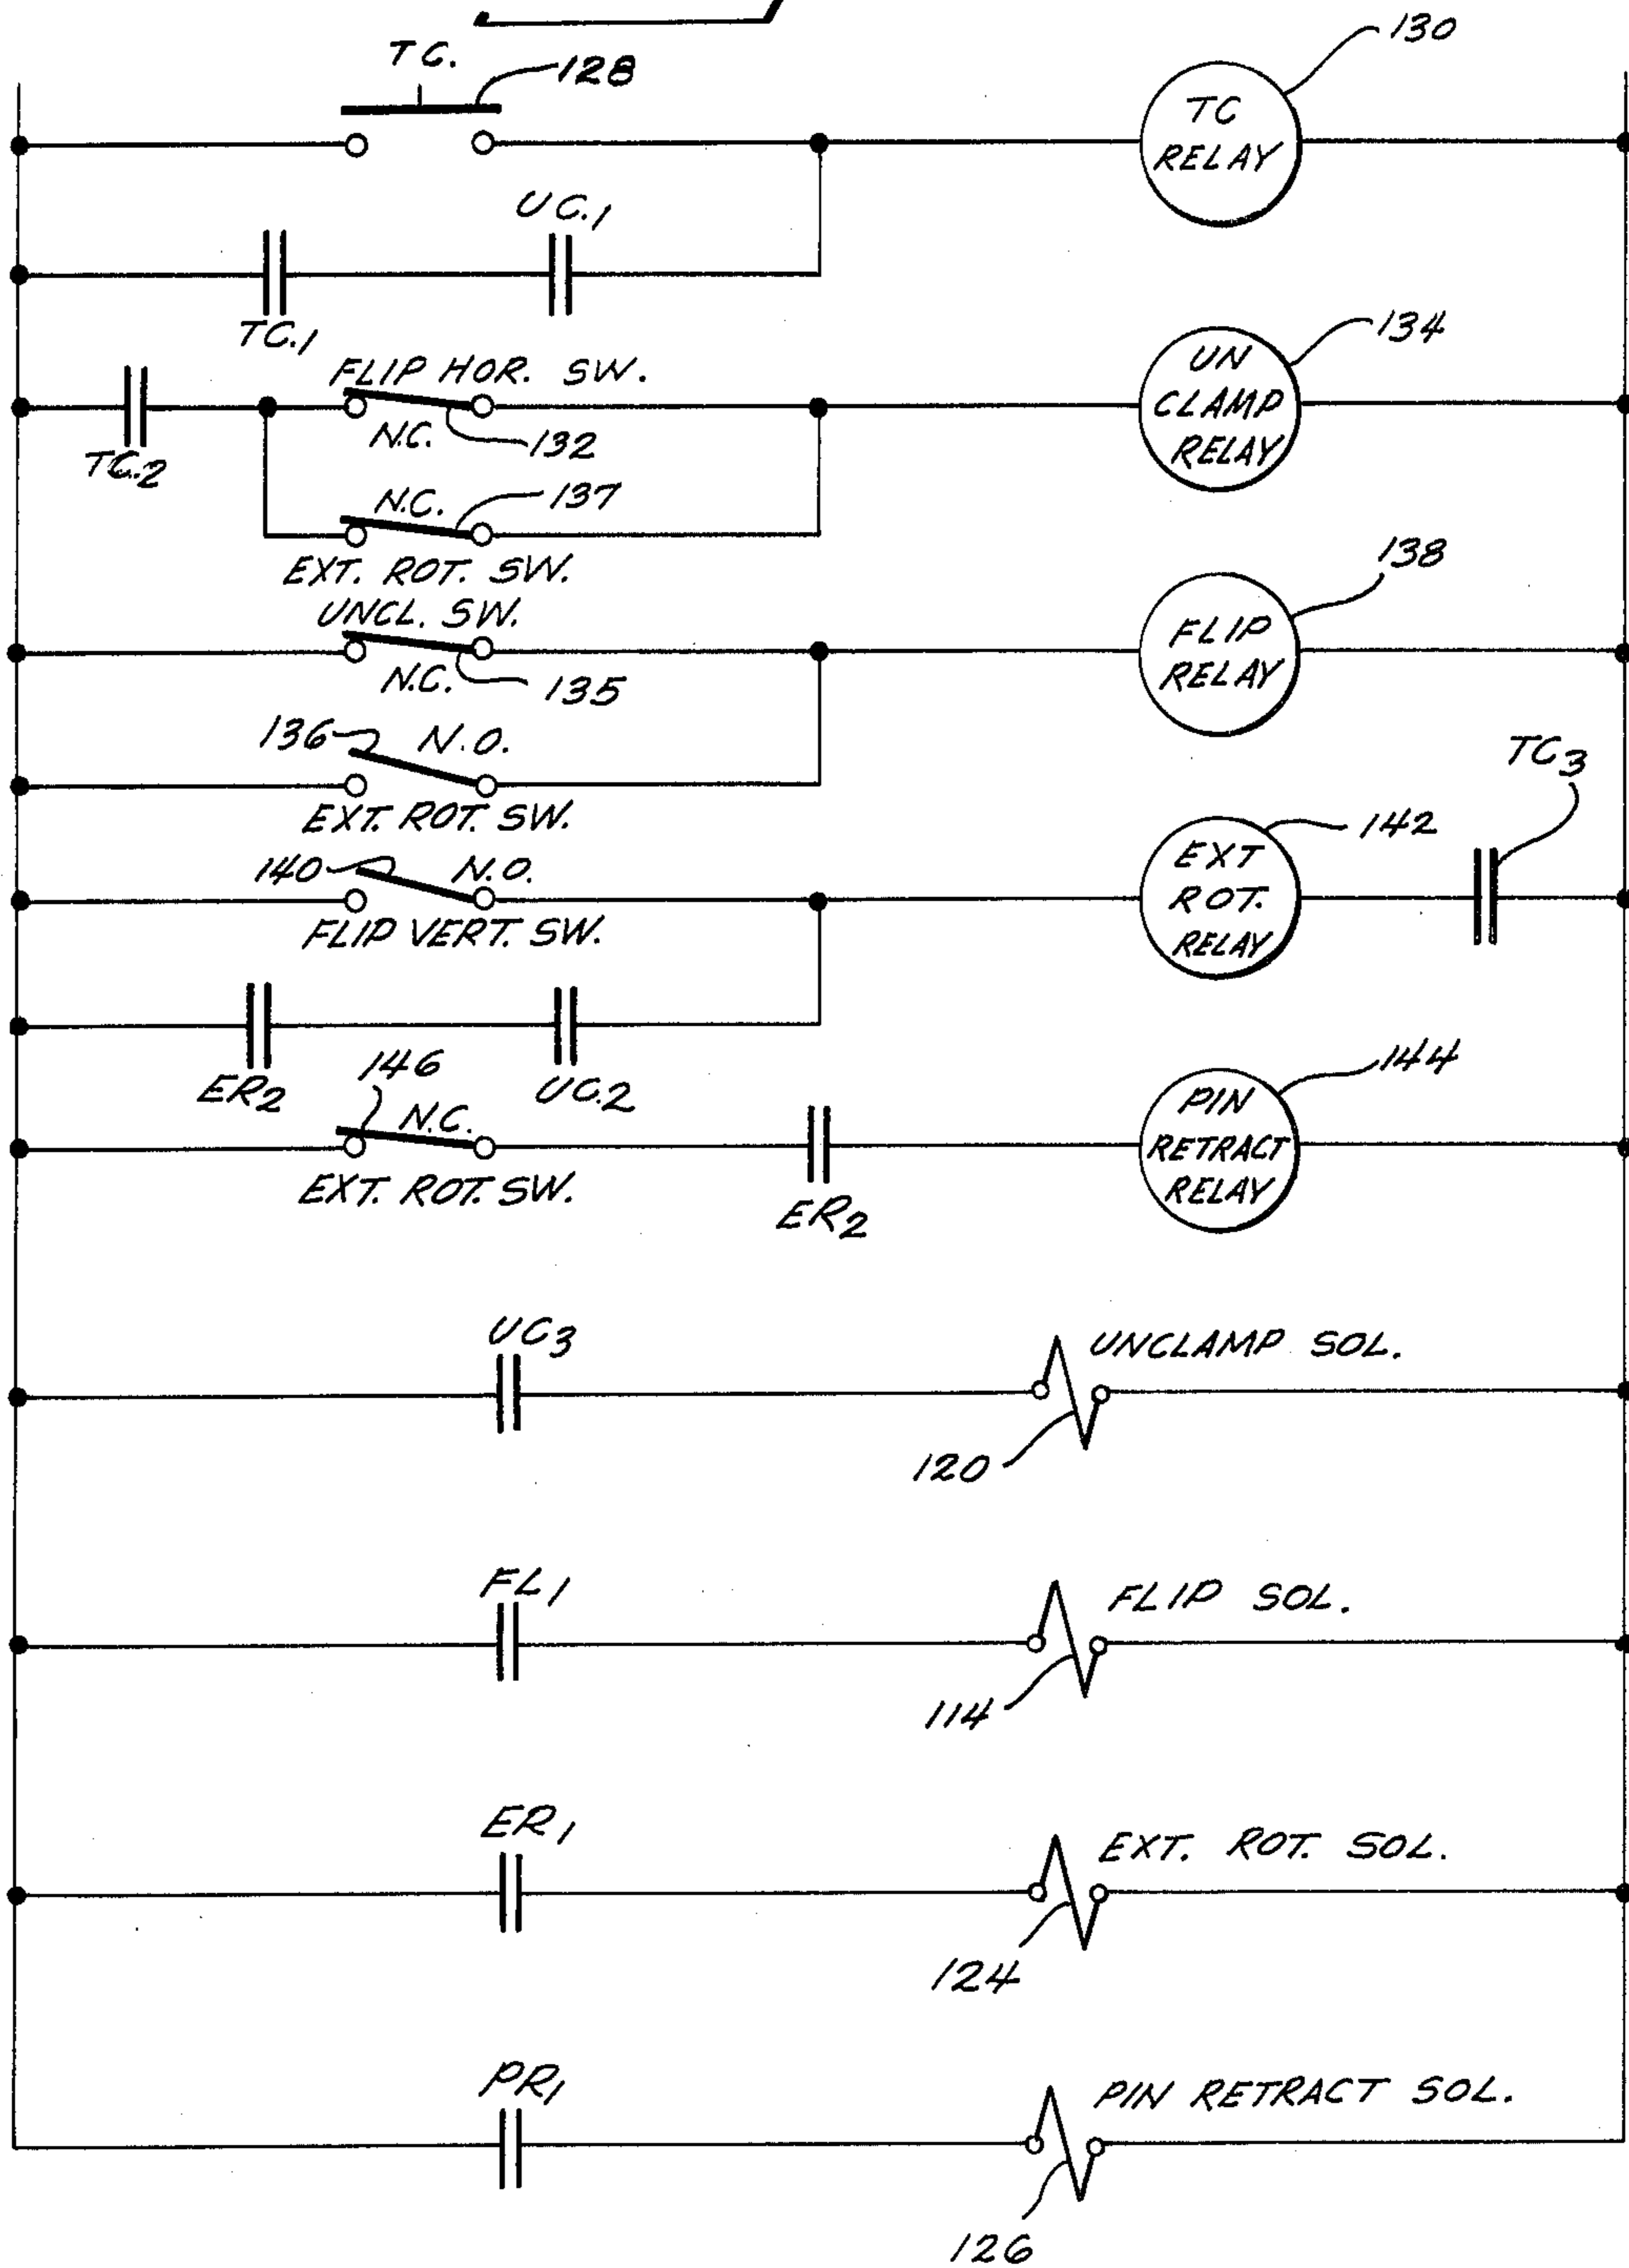 TC.
128
130
TC
RELAY
UC.1
TC.1
FLIP HOR. SW.
134
UN
CLAMP
RELAY
N.C.
132
TC.2
N.C.
137
EXT. ROT. SW.
UNCL. SW.
138
FLIP
RELAY
N.C.
135
136
N.O.
EXT. ROT. SW.
TC3
140
N.O.
142
EXT
ROT.
RELAY
FLIP VERT. SW.
ER2
146
UC.2
144
N.C.
PIN
RETRACT
RELAY
EXT. ROT. SW.
ER2
UC3
UNCLAMP SOL.
120
FL1
FLIP SOL.
114
ER1
EXT. ROT. SOL.
124
PR1
PIN RETRACT SOL.
126